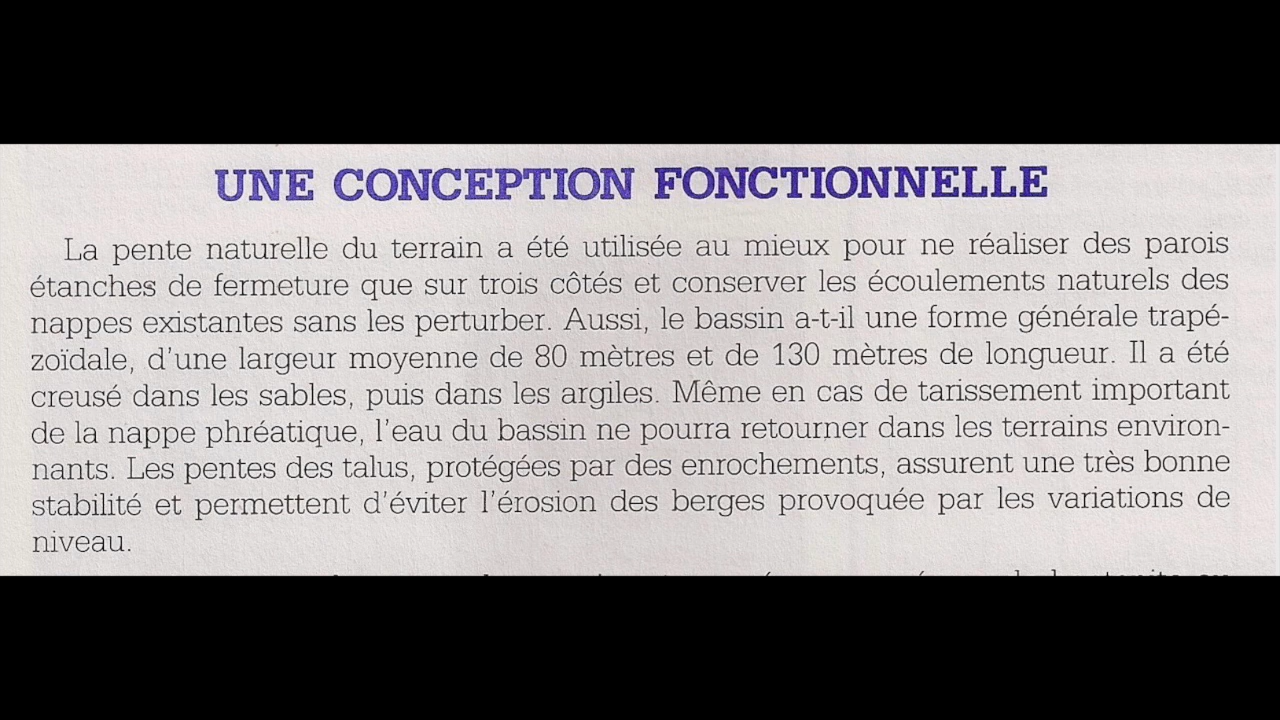 UNE CONCEPTION FONCTIONNELLE
La pente naturelle du terrain a été utilisée au mieux pour ne réaliser des parois
étanches de fermeture que sur trois côtés et conserver les écoulements naturels des
nappes existantes sans les perturber. Aussi, le bassin a-t-il une forme générale trapé-
zoïdale, d'une largeur moyenne de 80 mètres et de 130 mètres de longueur. Il a été
creusé dans les sables, puis dans les argiles. Même en cas de tarissement important
de la nappe phréatique, l'eau du bassin ne pourra retourner dans les terrains environ-
nants. Les pentes des talus, protégées par des enrochements, assurent une très bonne
stabilité et permettent d'éviter l'érosion des berges provoquée par les variations de
niveau.